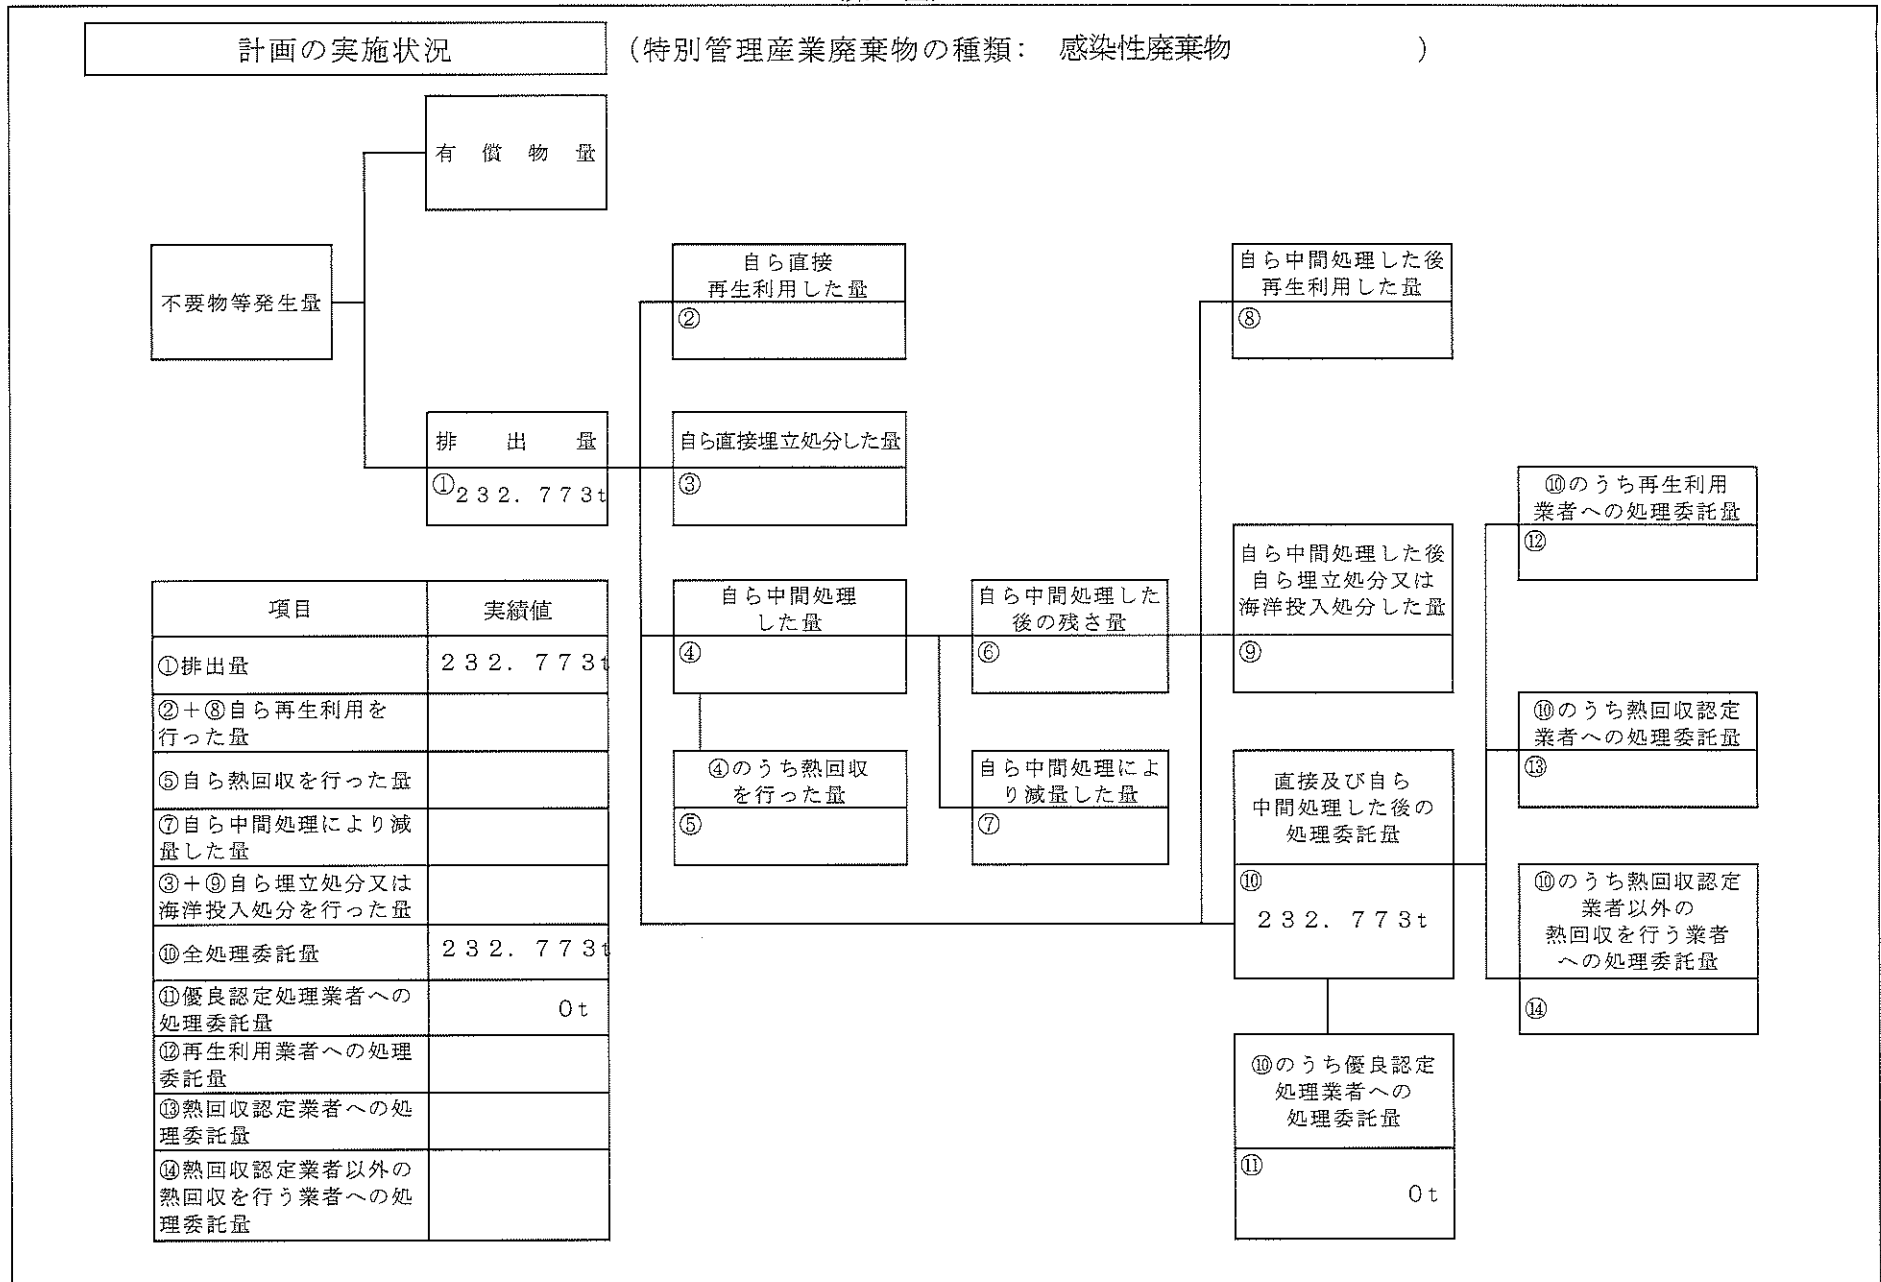 計画の実施状況
(特別管理産業廃棄物の種類: 感染性廃棄物 )
有償物量
不要物等発生量
排出量
①232.773t
自ら直接
再生利用した量
②
自ら直接埋立処分した量
③
自ら中間処理
した量
④
④のうち熱回収
を行った量
⑤
自ら中間処理した
後の残さ量
⑥
自ら中間処理によ
り減量した量
⑦
自ら中間処理した後
再生利用した量
⑧
自ら中間処理した後
自ら埋立処分又は
海洋投入処分した量
⑨
直接及び自ら
中間処理した後の
処理委託量
⑩
232.773t
⑩のうち優良認定
処理業者への
処理委託量
⑪
0t
⑩のうち再生利用
業者への処理委託量
⑫
⑩のうち熱回収認定
業者への処理委託量
⑬
⑩のうち熱回収認定
業者以外の
熱回収を行う業者
への処理委託量
⑭
項目 実績値
①排出量 232.773t
②+⑧自ら再生利用を
行った量
⑤自ら熱回収を行った量
⑦自ら中間処理により減
量した量
③+⑨自ら埋立処分又は
海洋投入処分を行った量
⑩全処理委託量 232.773t
⑪優良認定処理業者への
処理委託量 0t
⑫再生利用業者への処理
委託量
⑬熱回収認定業者への処
理委託量
⑭熱回収認定業者以外の
熱回収を行う業者への処
理委託量